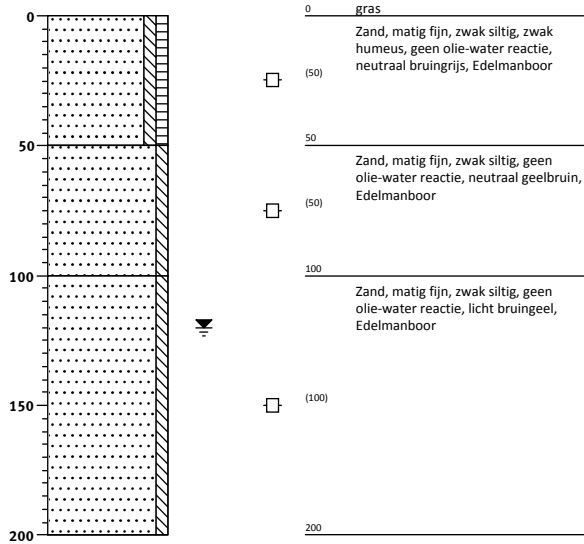 0
50
100
150
200
0 gras
Zand, matig fijn, zwak siltig, zwak
humeus, geen olie-water reactie,
neutraal bruingrijs, Edelmanboor
(50)
50
Zand, matig fijn, zwak siltig, geen
olie-water reactie, neutraal geelbruin,
Edelmanboor
(50)
100
Zand, matig fijn, zwak siltig, geen
olie-water reactie, licht bruingeel,
Edelmanboor
(100)
200